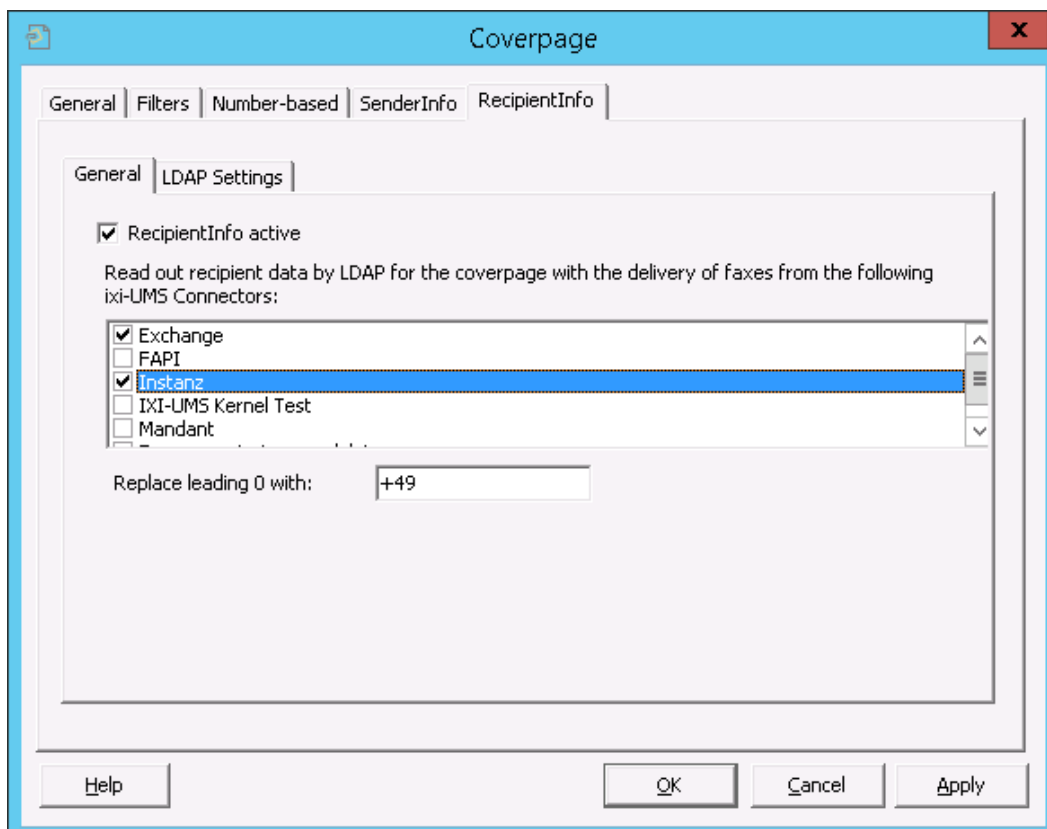 Coverpage
x
General Filters Number-based SenderInfo RecipientInfo
General LDAP Settings
RecipientInfo active
Read out recipient data by LDAP for the coverpage with the delivery of faxes from the following
ixi-UMS Connectors:
Exchange
FAPI
Instanz
IXI-UMS Kernel Test
Mandant
Replace leading 0 with: +49
Help OK Cancel Apply